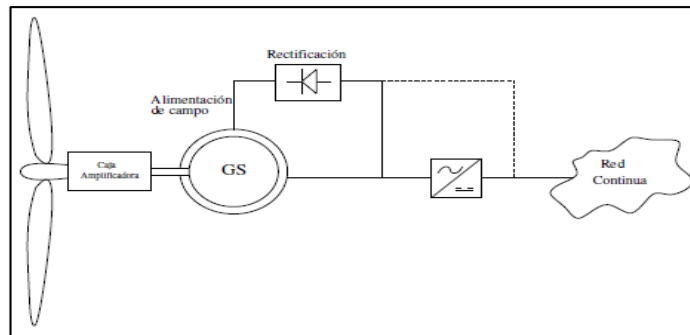 Rectificación
Alimentación
de campo
Caja
Amplificadora
GS
Red
Continua